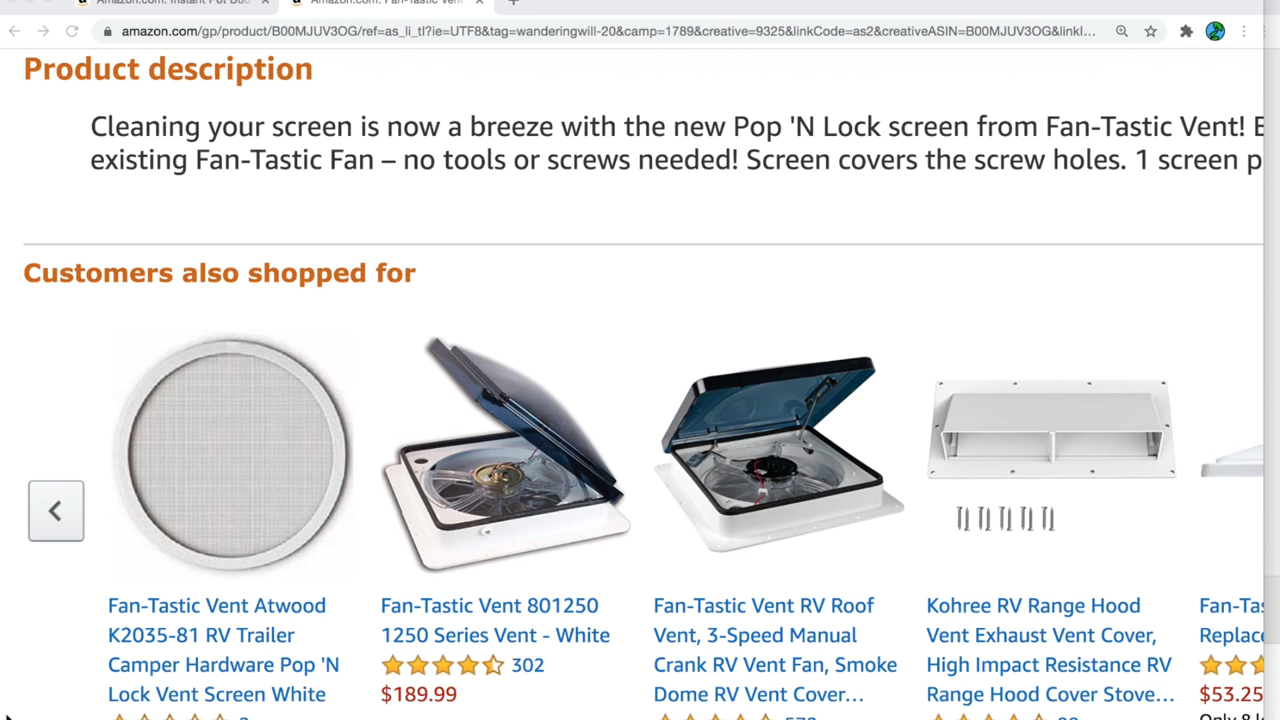 Amazon.com: Instant Pot Duo
Amazon.com: Fan-Tastic Vent
amazon.com/gp/product/B00MJUV3OG/ref=as_li_tl?ie=UTF8&tag=wanderingwill-20&camp=1789&creative=9325&linkCode=as2&creativeASIN=B00MJUV3OG&linkI...
Product description
Cleaning your screen is now a breeze with the new Pop 'N Lock screen from Fan-Tastic Vent!
existing Fan-Tastic Fan – no tools or screws needed! Screen covers the screw holes. 1 screen p
Customers also shopped for
Fan-Tastic Vent Atwood
K2035-81 RV Trailer
Camper Hardware Pop 'N
Lock Vent Screen White
Fan-Tastic Vent 801250
1250 Series Vent - White
302
$189.99
Fan-Tastic Vent RV Roof
Vent, 3-Speed Manual
Crank RV Vent Fan, Smoke
Dome RV Vent Cover...
Kohree RV Range Hood
Vent Exhaust Vent Cover,
High Impact Resistance RV
Range Hood Cover Stove...
Fan-Tas
Replac
$53.25